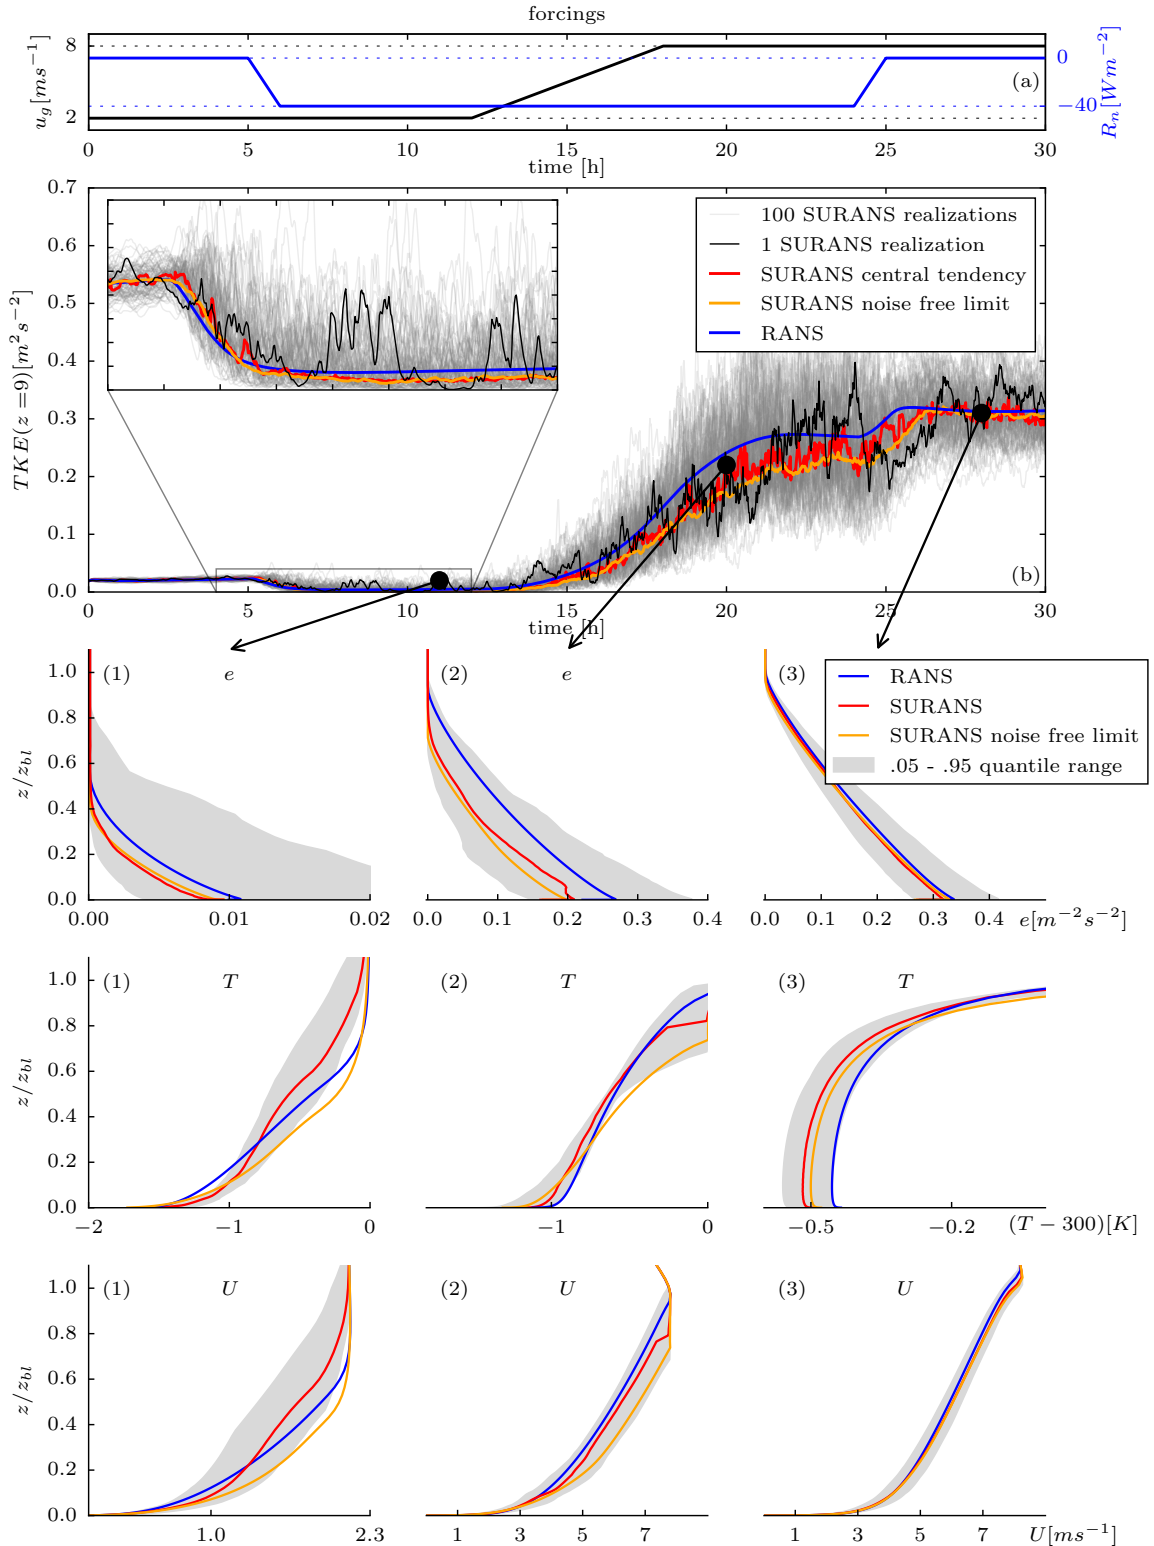 forcings
8
2
u_g[ms^{-1}]
0
−40
R_n[Wm^{-2}]
(a)
0 5 10 15 20 25 30
time [h]
0.7
0.6
0.5
0.4
0.3
0.2
0.1
0.0
TKE(z =9)[m^2s^{-2}]
100 SURANS realizations
1 SURANS realization
SURANS central tendency
SURANS noise free limit
RANS
(b)
0 5 10 15 20 25 30
time [h]
(1) e
(2) e
(3)
RANS
SURANS
SURANS noise free limit
.05 - .95 quantile range
1.0
0.8
0.6
0.4
0.2
0.0
z/z_{bl}
0.00 0.01 0.02
0.0 0.1 0.2 0.3 0.4
0.0 0.1 0.2 0.3 0.4 e[m^{-2}s^{-2}]
(1) T
(2) T
(3) T
1.0
0.8
0.6
0.4
0.2
0.0
z/z_{bl}
−2 −1 0
−1 0
−0.5 −0.2 (T − 300)[K]
(1) U
(2) U
(3) U
1.0
0.8
0.6
0.4
0.2
0.0
z/z_{bl}
1.0 2.3
1 3 5 7
1 3 5 7 U[ms^{-1}]